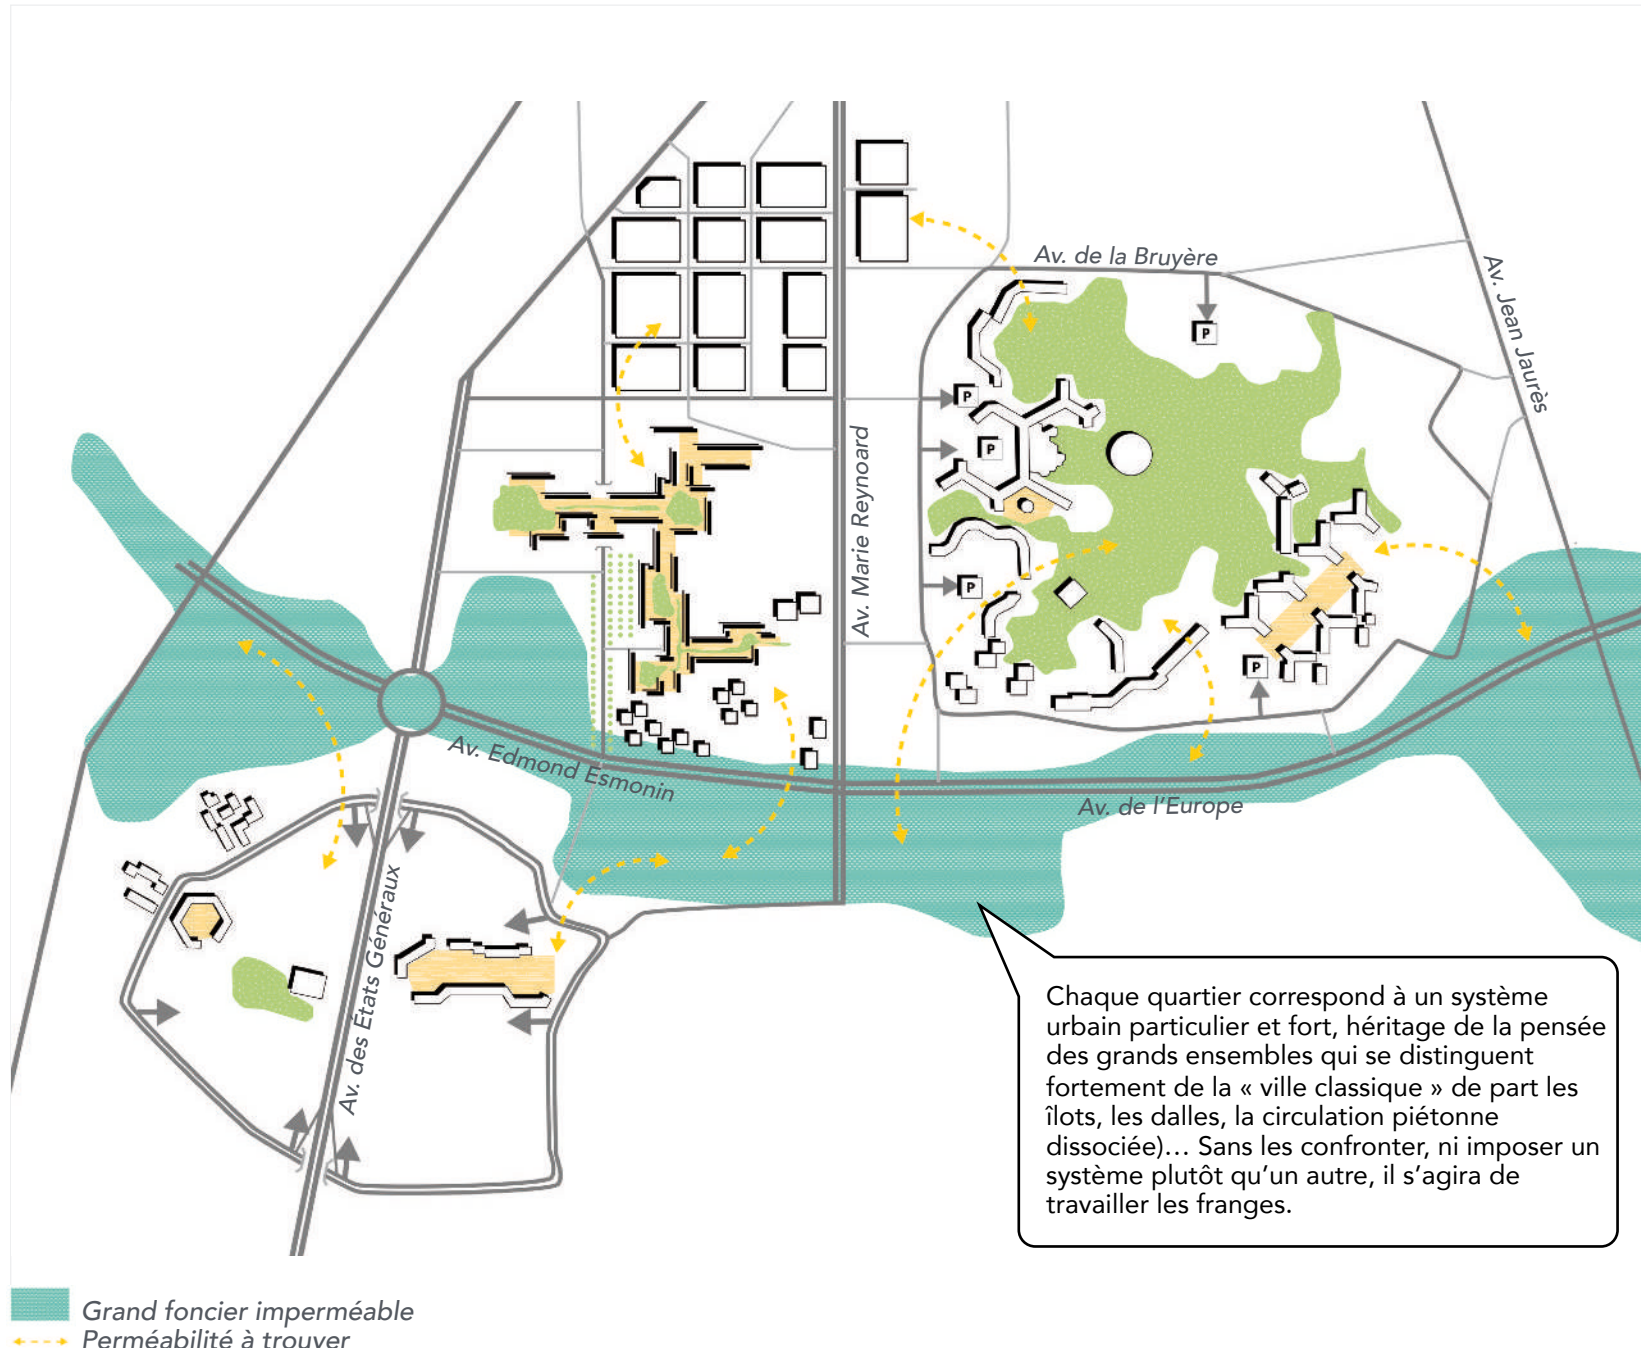 Av. de la Bruyère
Av. Jean Jaurès
P
P
P
Av. Marie Reynoard
P
P
Av. Edmond Esmonin
Av. de l'Europe
Av. des États Généraux
Chaque quartier correspond à un système
urbain particulier et fort, héritage de la pensée
des grands ensembles qui se distinguent
fortement de la « ville classique » de part les
îlots, les dalles, la circulation piétonne
dissociée)… Sans les confronter, ni imposer un
système plutôt qu'un autre, il s'agira de
travailler les franges.
Grand foncier imperméable
Perméabilité à trouver